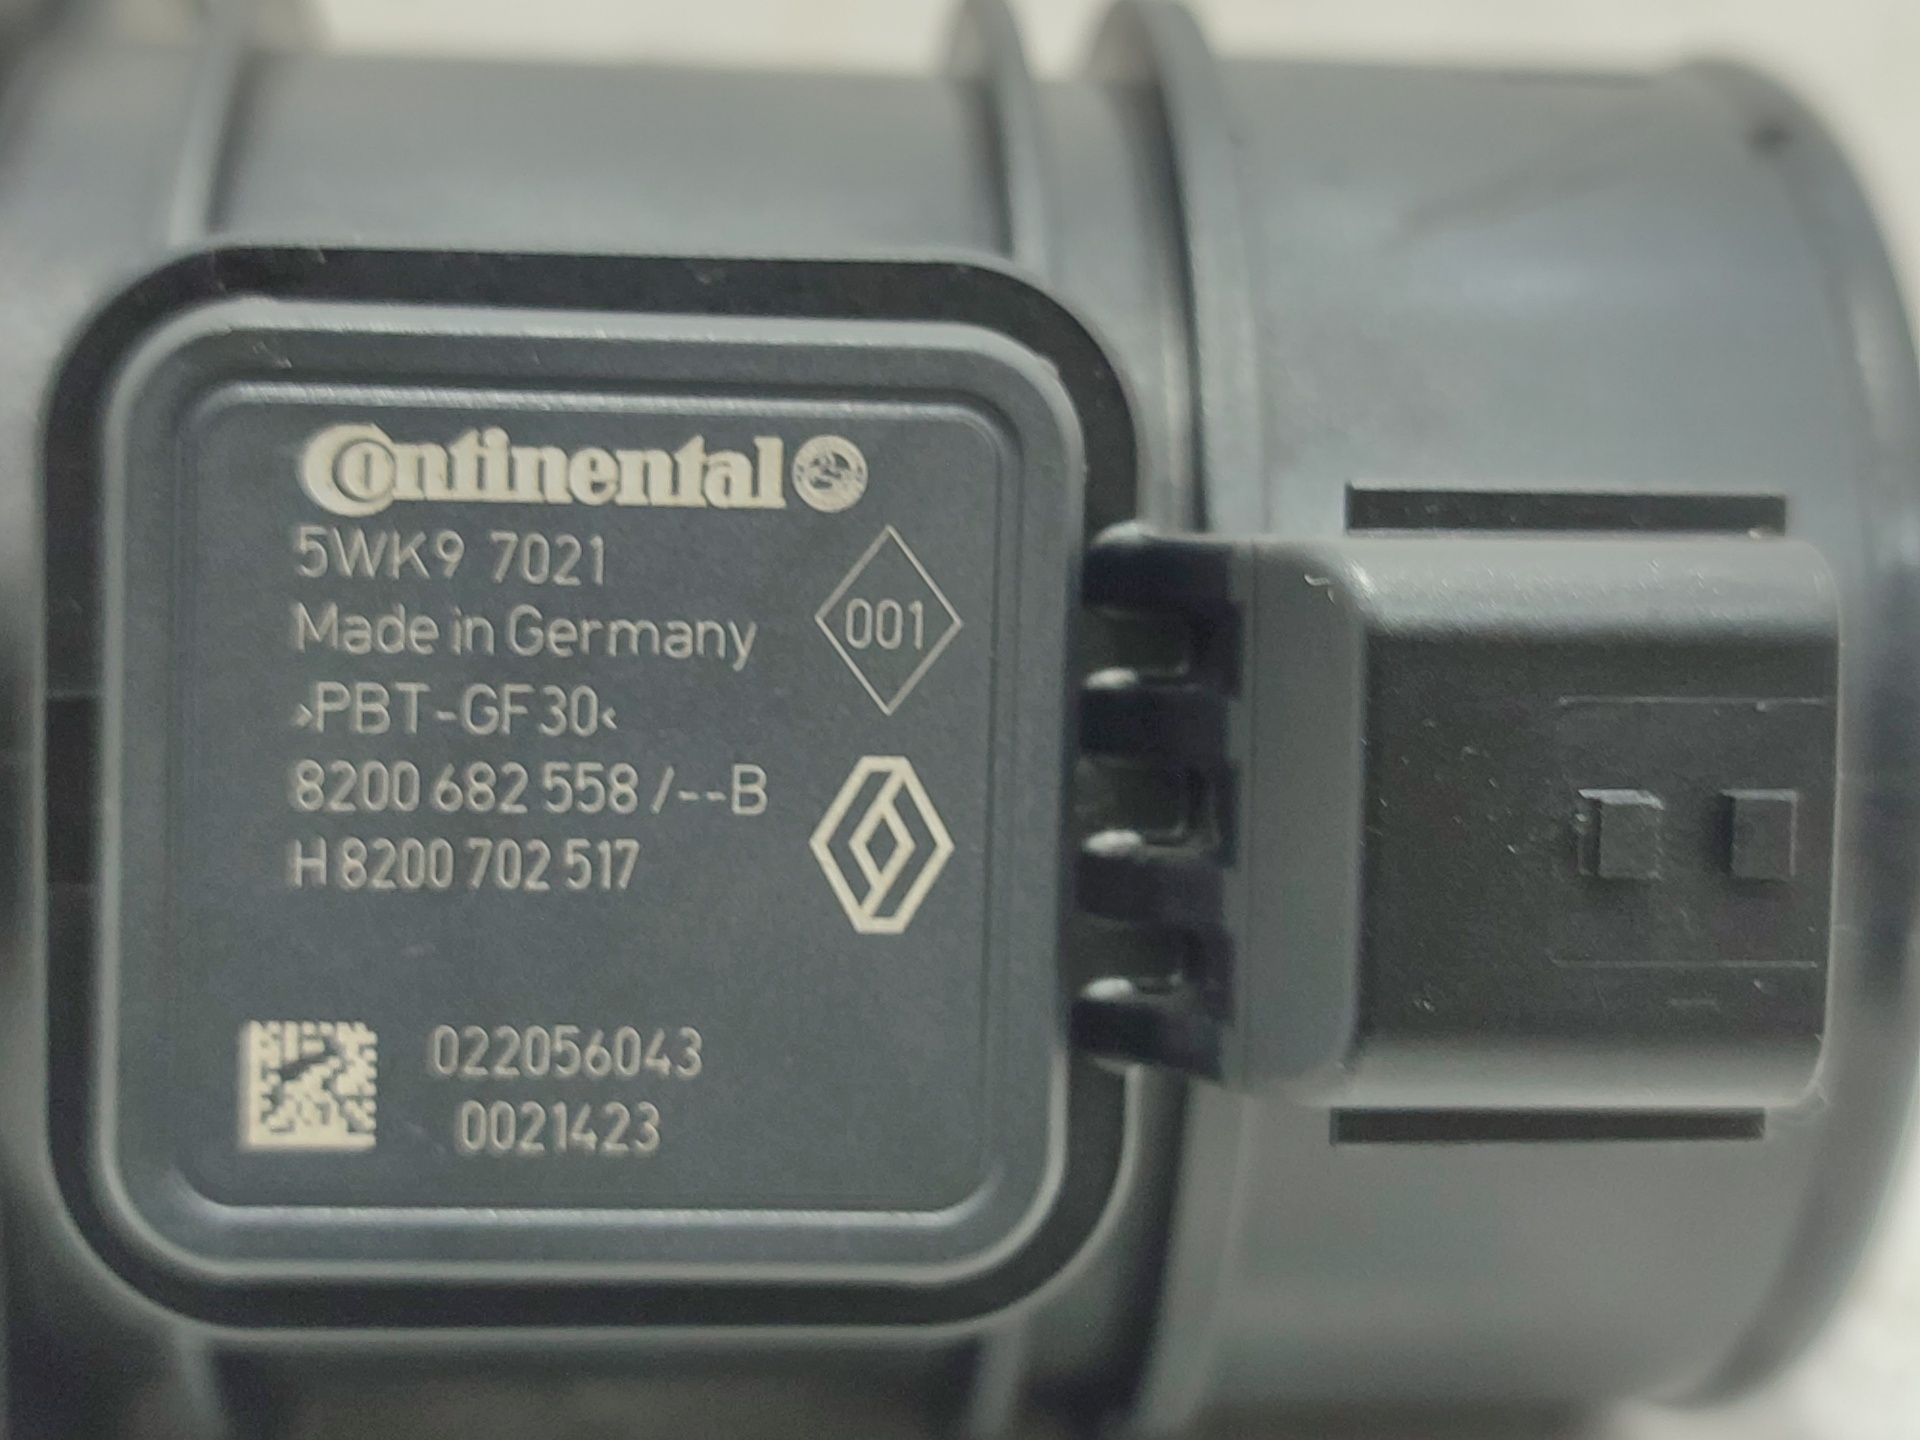 Continental
5WK9 7021
Made in Germany
001
›PBT-GF30‹
8200 682 558 /--B
H 8200 702 517
022056043
0021423